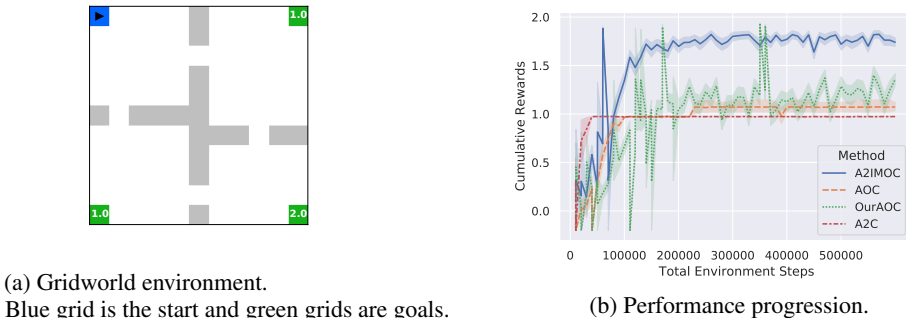 1.0
1.0
2.0
(a) Gridworld environment.
Blue grid is the start and green grids are goals.
2.0
1.5
1.0
0.5
0.0
Cumulative Rewards
Method
A2IMOC
AOC
OurAOC
A2C
0 100000 200000 300000 400000 500000
Total Environment Steps
(b) Performance progression.